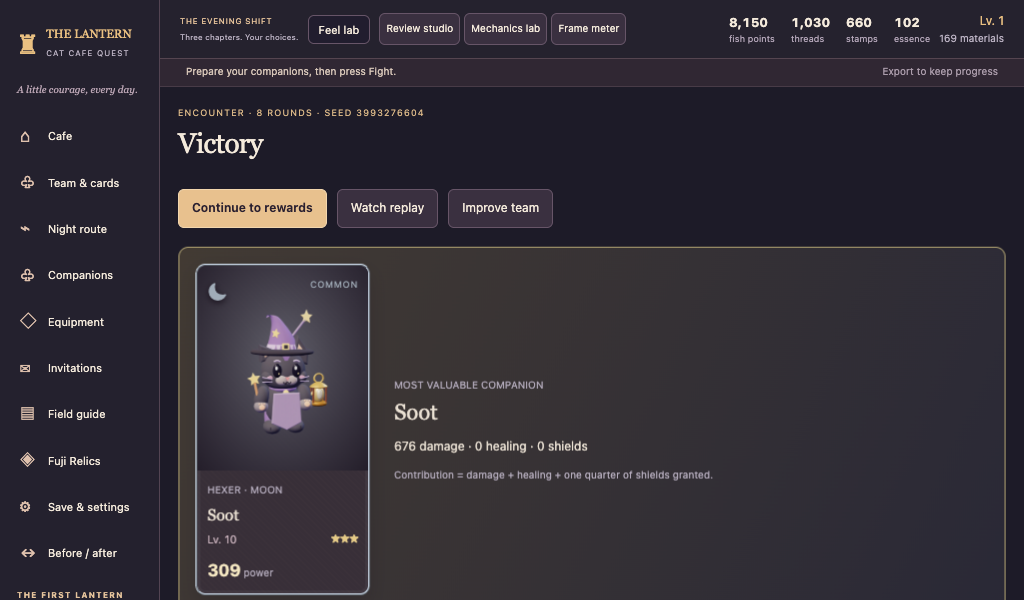 THE LANTERN
CAT CAFE QUEST
A little courage, every day.
Cafe
Team & cards
Night route
Companions
Equipment
Invitations
Field guide
Fuji Relics
Save & settings
Before / after
THE FIRST LANTERN
THE EVENING SHIFT
Three chapters. Your choices.
Feel lab
Review studio
Mechanics lab
Frame meter
8,150
fish points
1,030
threads
660
stamps
102
essence
Lv. 1
169 materials
Prepare your companions, then press Fight.
Export to keep progress
ENCOUNTER · 8 ROUNDS · SEED 3993276604
Victory
Continue to rewards
Watch replay
Improve team
COMMON
HEXER · MOON
Soot
Lv. 10
309 power
MOST VALUABLE COMPANION
Soot
676 damage · 0 healing · 0 shields
Contribution = damage + healing + one quarter of shields granted.